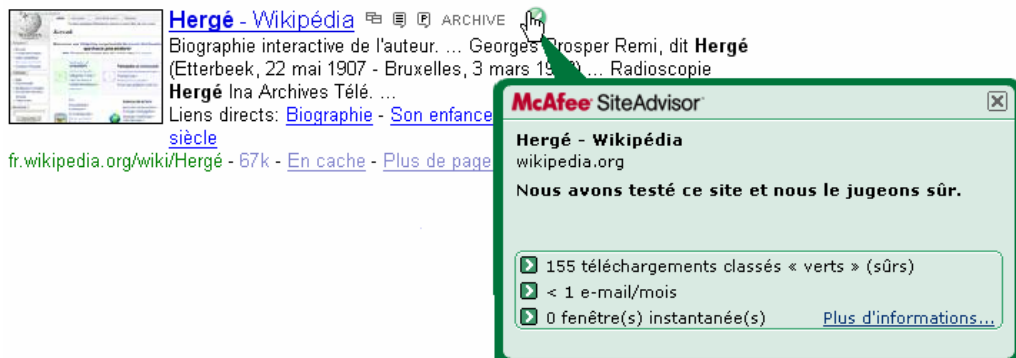 Hergé - Wikipédia ARCHIVE
Biographie interactive de l'auteur. ... Georges Prosper Remi, dit Hergé
(Etterbeek, 22 mai 1907 - Bruxelles, 3 mars ... Radioscopie
Hergé Ina Archives Télé. ...
Liens directs: Biographie - Son enfance
siècle
fr.wikipedia.org/wiki/Hergé - 67k - En cache - Plus de page
McAfee SiteAdvisor
Hergé - Wikipédia
wikipedia.org
Nous avons testé ce site et nous le jugeons sûr.
155 téléchargements classés « verts » (sûrs)
< 1 e-mail/mois
0 fenêtre(s) instantanée(s) Plus d'informations...